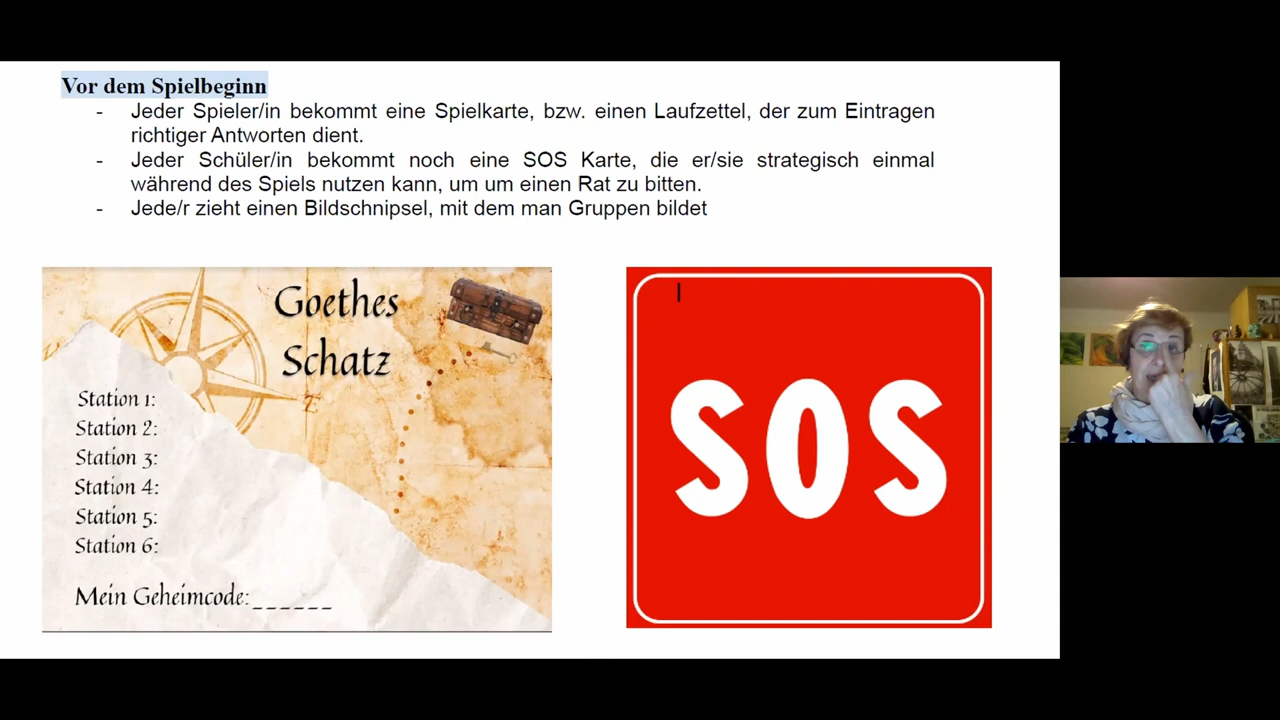 Vor dem Spielbeginn
- Jeder Spieler/in bekommt eine Spielkarte, bzw. einen Laufzettel, der zum Eintragen
richtiger Antworten dient.
- Jeder Schüler/in bekommt noch eine SOS Karte, die er/sie strategisch einmal
während des Spiels nutzen kann, um um einen Rat zu bitten.
- Jede/r zieht einen Bildschnipsel, mit dem man Gruppen bildet
Goethes
Schatz
Station 1:
Station 2:
Station 3:
Station 4:
Station 5:
Station 6:
Mein Geheimcode:______
SOS